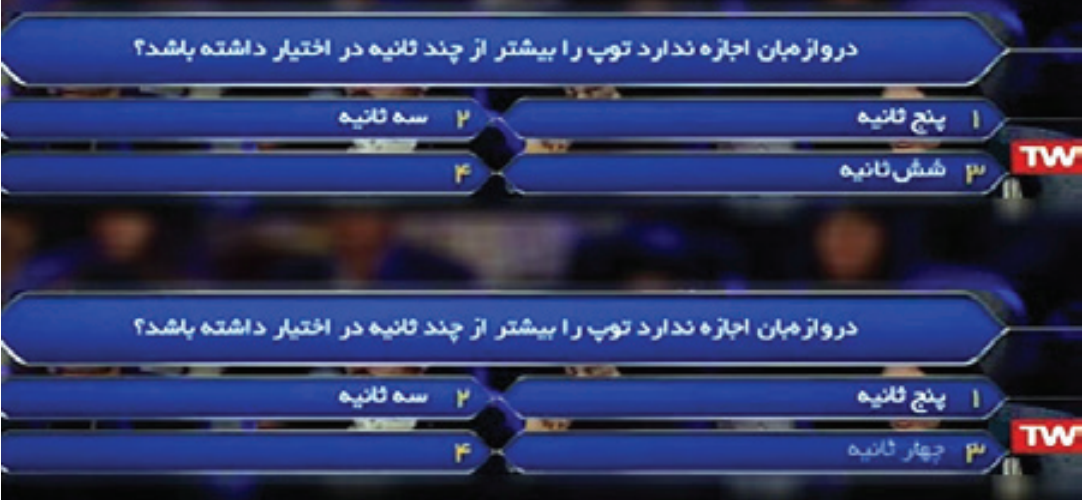 دروازه‌بان اجازه ندارد توپ را بیشتر از چند ثانیه در اختیار داشته باشد؟
۱ پنج ثانیه ۲ سه ثانیه
۳ شش ثانیه ۴
TW
دروازه‌بان اجازه ندارد توپ را بیشتر از چند ثانیه در اختیار داشته باشد؟
۱ پنج ثانیه ۲ سه ثانیه
۳ چهار ثانیه ۴
TW